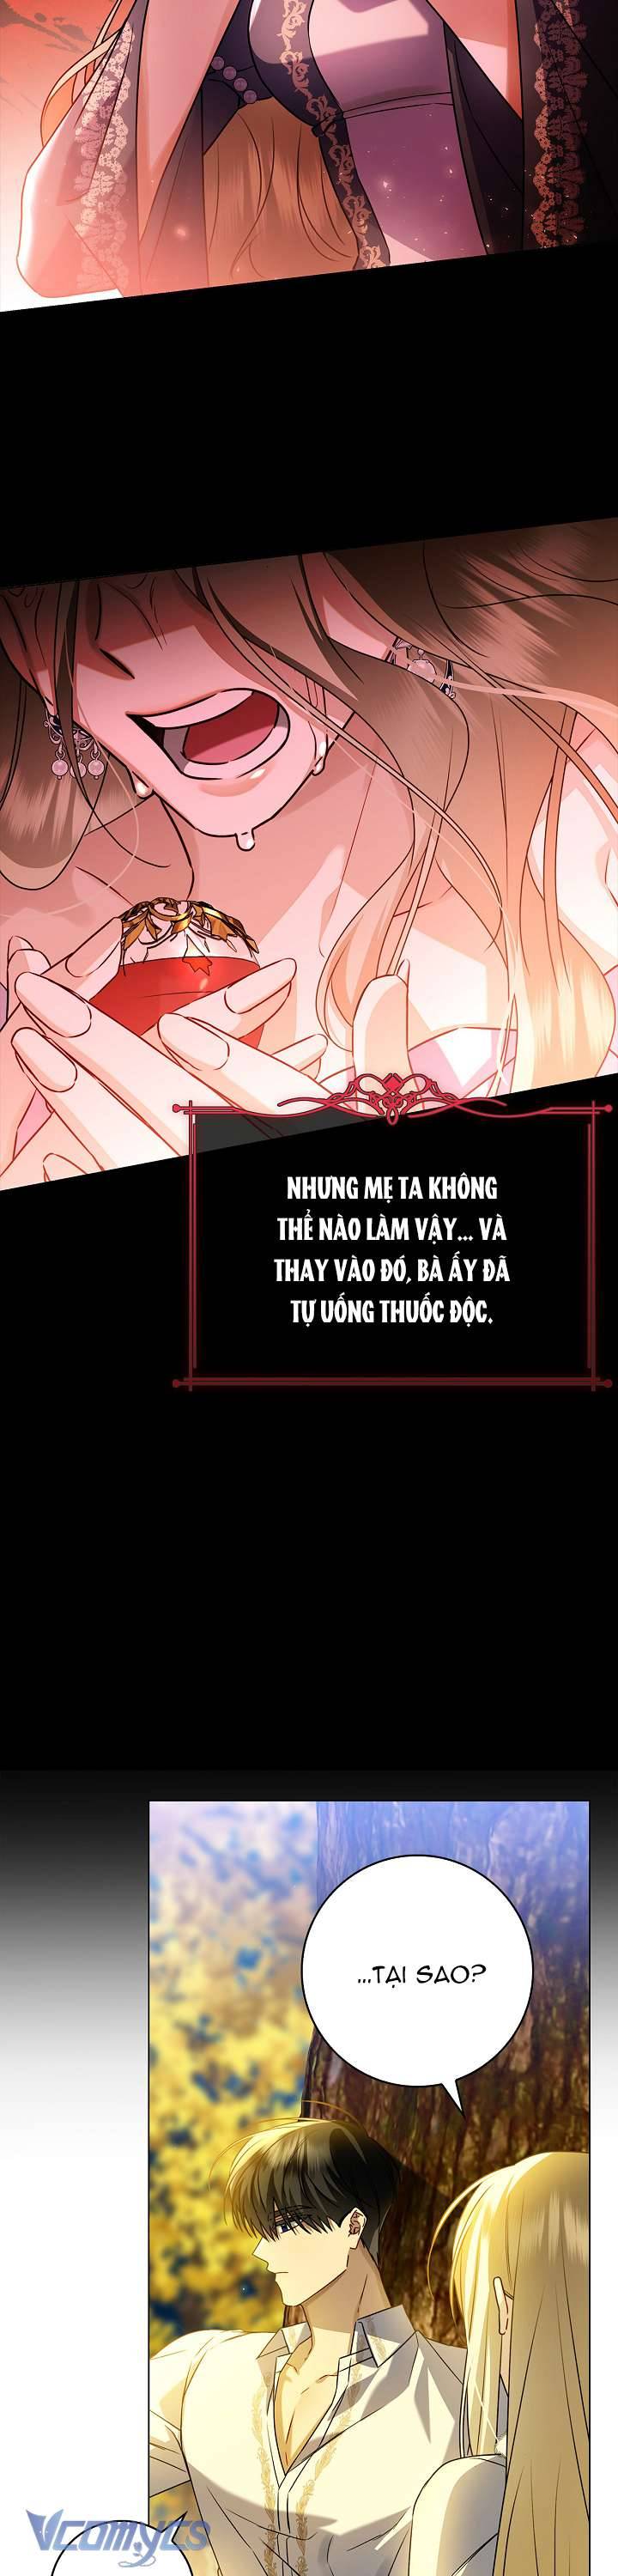 NHƯNG MẸ TA KHÔNG
THỂ NÀO LÀM VẬY... VÀ
THAY VÀO ĐÓ, BÀ ẤY ĐÃ
TỰ UỐNG THUỐC ĐỘC.
...TẠI SAO?
Vcomycs